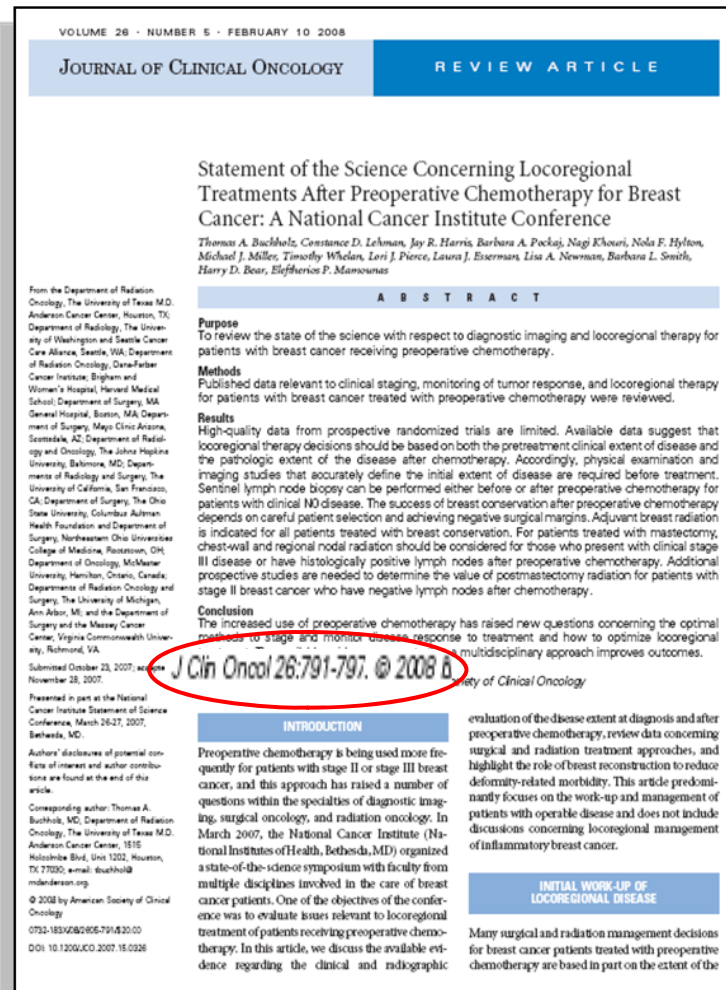 VOLUME 26 · NUMBER 5 · FEBRUARY 10 2008
JOURNAL OF CLINICAL ONCOLOGY
REVIEW ARTICLE
Statement of the Science Concerning Locoregional
Treatments After Preoperative Chemotherapy for Breast
Cancer: A National Cancer Institute Conference
Thomas A. Buchholz, Constance D. Lehman, Jay R. Harris, Barbara A. Pockaj, Nagi Khouri, Nola F. Hylton,
Michael J. Miller, Timothy Whelan, Lori J. Pierce, Laura J. Esserman, Lisa A. Newman, Barbara L. Smith,
Harry D. Bear, Eleftherios P. Mamounas
From the Department of Radiation
Oncology, The University of Texas M.D.
Anderson Cancer Center, Houston, TX;
Department of Radiology, The Univer-
sity of Washington and Seattle Cancer
Care Alliance, Seattle, WA; Department
of Radiation Oncology, Dana-Farber
Cancer Institute; Brigham and
Women's Hospital, Harvard Medical
School; Department of Surgery, MA
General Hospital, Boston, MA; Depart-
ment of Surgery, Mayo Clinic Arizona,
Scottsdale, AZ; Department of Radiol-
ogy and Oncology, The Johns Hopkins
University, Baltimore, MD; Depart-
ments of Radiology and Surgery, The
University of California, San Francisco,
CA; Department of Surgery, The Ohio
State University, Columbus Aultman
Health Foundation and Department of
Surgery, Northeastern Ohio Universities
College of Medicine, Rootstown, OH;
Department of Oncology, McMaster
University, Hamilton, Ontario, Canada;
Departments of Radiation Oncology and
Surgery, The University of Michigan,
Ann Arbor, MI; and the Department of
Surgery and the Massey Cancer
Center, Virginia Commonwealth Univer-
sity, Richmond, VA.
Submitted October 23, 2007;
November 28, 2007.
Presented in part at the National
Cancer Institute Statement of Science
Conference, March 26-27, 2007,
Bethesda, MD.
Authors' disclosures of potential con-
flicts of interest and author contribu-
tions are found at the end of this
article.
Corresponding author: Thomas A.
Buchholz, MD, Department of Radiation
Oncology, The University of Texas M.D.
Anderson Cancer Center, 1515
Holcombe Blvd, Unit 1202, Houston,
TX 77030; e-mail: tbuchhol@
mdanderson.org.
© 2008 by American Society of Clinical
Oncology
0732-183X/08/2605-791/$20.00
DOI: 10.1200/JCO.2007.15.0326
A B S T R A C T
Purpose
To review the state of the science with respect to diagnostic imaging and locoregional therapy for
patients with breast cancer receiving preoperative chemotherapy.
Methods
Published data relevant to clinical staging, monitoring of tumor response, and locoregional therapy
for patients with breast cancer treated with preoperative chemotherapy were reviewed.
Results
High-quality data from prospective randomized trials are limited. Available data suggest that
locoregional therapy decisions should be based on both the pretreatment clinical extent of disease and
the pathologic extent of the disease after chemotherapy. Accordingly, physical examination and
imaging studies that accurately define the initial extent of disease are required before treatment.
Sentinel lymph node biopsy can be performed either before or after preoperative chemotherapy for
patients with clinical N0 disease. The success of breast conservation after preoperative chemotherapy
depends on careful patient selection and achieving negative surgical margins. Adjuvant breast radiation
is indicated for all patients treated with breast conservation. For patients treated with mastectomy,
chest-wall and regional nodal radiation should be considered for those who present with clinical stage
III disease or have histologically positive lymph nodes after preoperative chemotherapy. Additional
prospective studies are needed to determine the value of postmastectomy radiation for patients with
stage II breast cancer who have negative lymph nodes after chemotherapy.
Conclusion
The increased use of preoperative chemotherapy has raised new questions concerning the optimal
methods to stage and monitor disease response to treatment and how to optimize locoregional
a multidisciplinary approach improves outcomes.
J Clin Oncol 26:791-797. © 2008
of Clinical Oncology
INTRODUCTION
Preoperative chemotherapy is being used more fre-
quently for patients with stage II or stage III breast
cancer, and this approach has raised a number of
questions within the specialties of diagnostic imag-
ing, surgical oncology, and radiation oncology. In
March 2007, the National Cancer Institute (Na-
tional Institutes of Health, Bethesda, MD) organized
a state-of-the-science symposium with faculty from
multiple disciplines involved in the care of breast
cancer patients. One of the objectives of the confer-
ence was to evaluate issues relevant to locoregional
treatment of patients receiving preoperative chemo-
therapy. In this article, we discuss the available evi-
dence regarding the clinical and radiographic
evaluation of the disease extent at diagnosis and after
preoperative chemotherapy, review data concerning
surgical and radiation treatment approaches, and
highlight the role of breast reconstruction to reduce
deformity-related morbidity. This article predomi-
nantly focuses on the work-up and management of
patients with operable disease and does not include
discussions concerning locoregional management
of inflammatory breast cancer.
INITIAL WORK-UP OF
LOCOREGIONAL DISEASE
Many surgical and radiation management decisions
for breast cancer patients treated with preoperative
chemotherapy are based in part on the extent of the